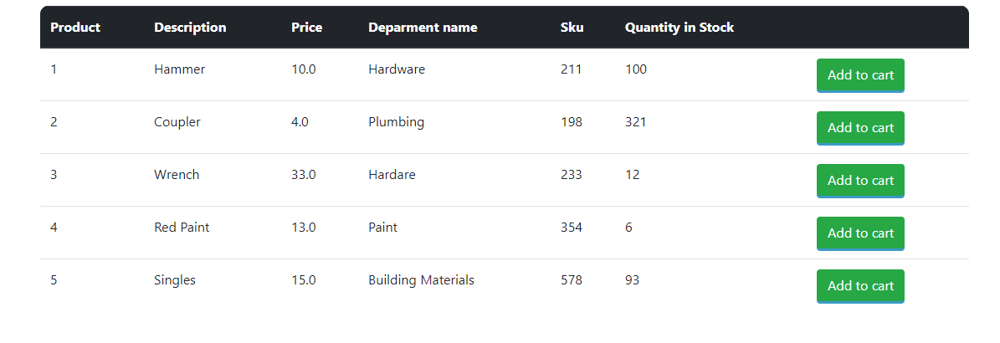 Product Description Price Deparment name Sku Quantity in Stock
1 Hammer 10.0 Hardware 211 100 Add to cart
2 Coupler 4.0 Plumbing 198 321 Add to cart
3 Wrench 33.0 Hardare 233 12 Add to cart
4 Red Paint 13.0 Paint 354 6 Add to cart
5 Singles 15.0 Building Materials 578 93 Add to cart